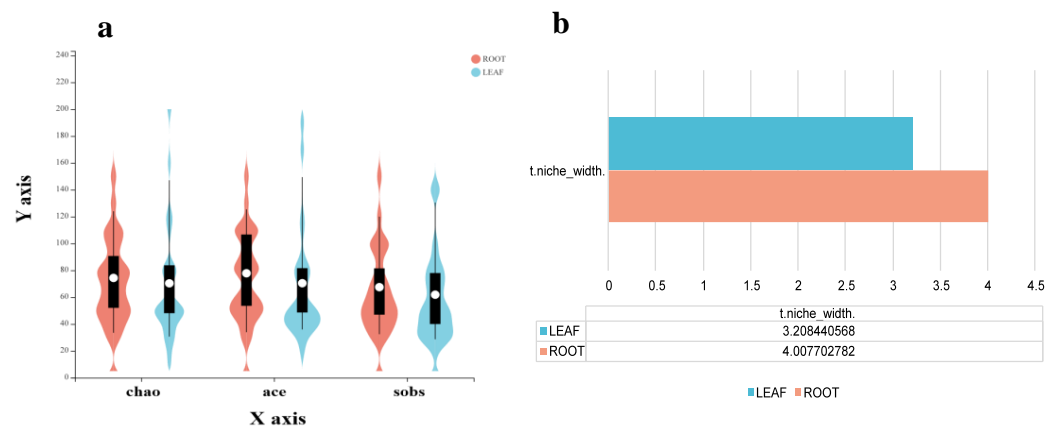 a
Y axis
240
220
200
180
160
140
120
100
80
60
40
20
0
ROOT
LEAF
chao ace sobs
X axis
b
t.niche_width.
0 0.5 1 1.5 2 2.5 3 3.5 4 4.5
t.niche_width.
LEAF 3.208440568
ROOT 4.007702782
LEAF ROOT